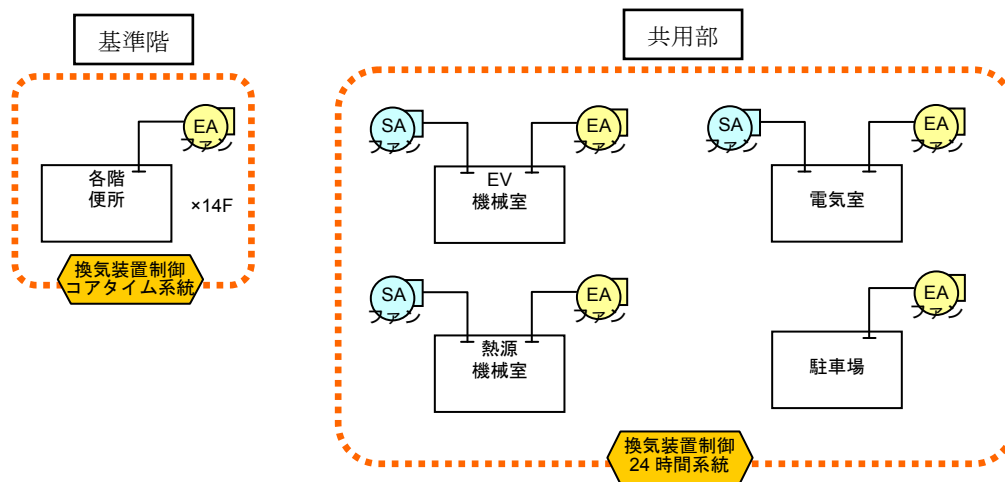 基準階
EA
ファン
各階
便所
×14F
換気装置制御
コアタイム系統
共用部
SA
ファン
EA
ファン
EV
機械室
SA
ファン
EA
ファン
電気室
SA
ファン
EA
ファン
熱源
機械室
EA
ファン
駐車場
換気装置制御
24 時間系統